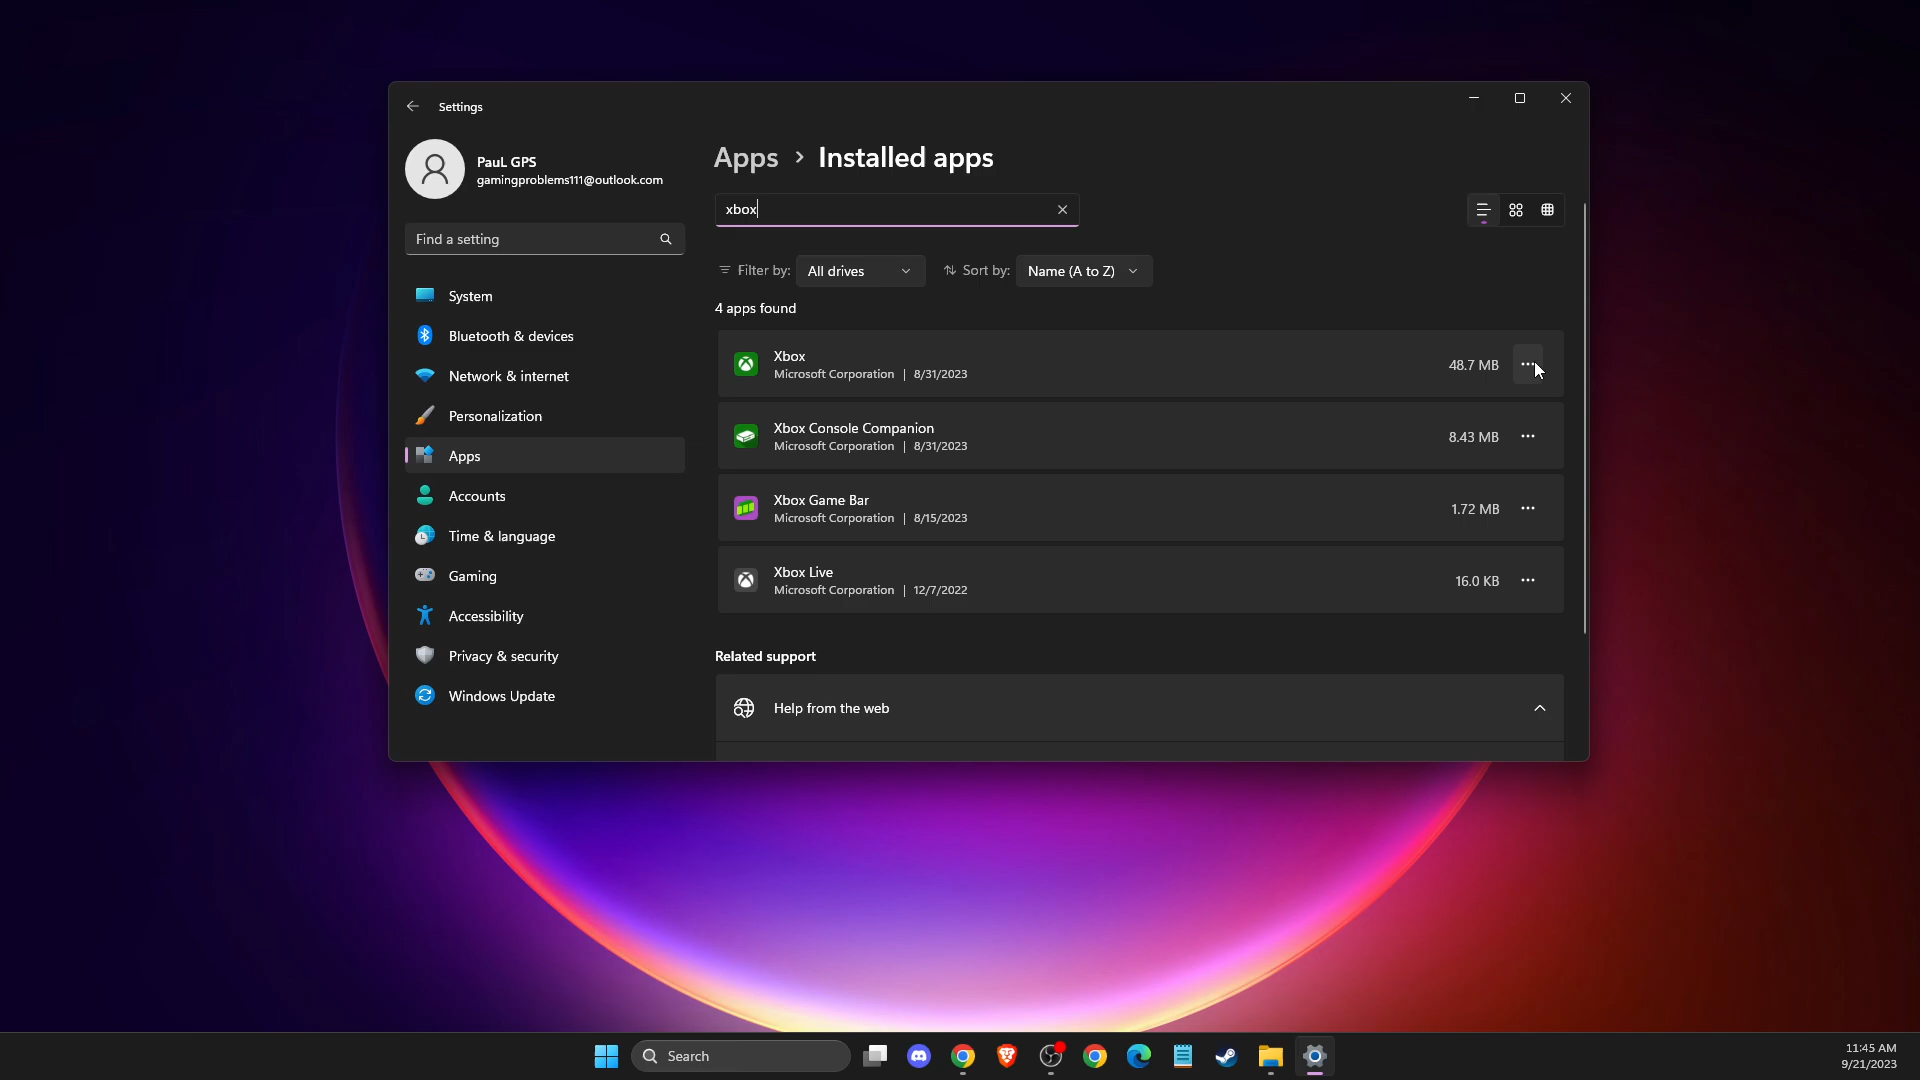 Settings
PauL GPS
gamingproblems111@outlook.com
Find a setting
System
Bluetooth & devices
Network & internet
Personalization
Apps
Accounts
Time & language
Gaming
Accessibility
Privacy & security
Windows Update
Apps > Installed apps
xbox
Filter by: All drives Sort by: Name (A to Z)
4 apps found
Xbox
Microsoft Corporation | 8/31/2023
48.7 MB
Xbox Console Companion
Microsoft Corporation | 8/31/2023
8.43 MB
Xbox Game Bar
Microsoft Corporation | 8/15/2023
1.72 MB
Xbox Live
Microsoft Corporation | 12/7/2022
16.0 KB
Related support
Help from the web
Search
11:45 AM
9/21/2023